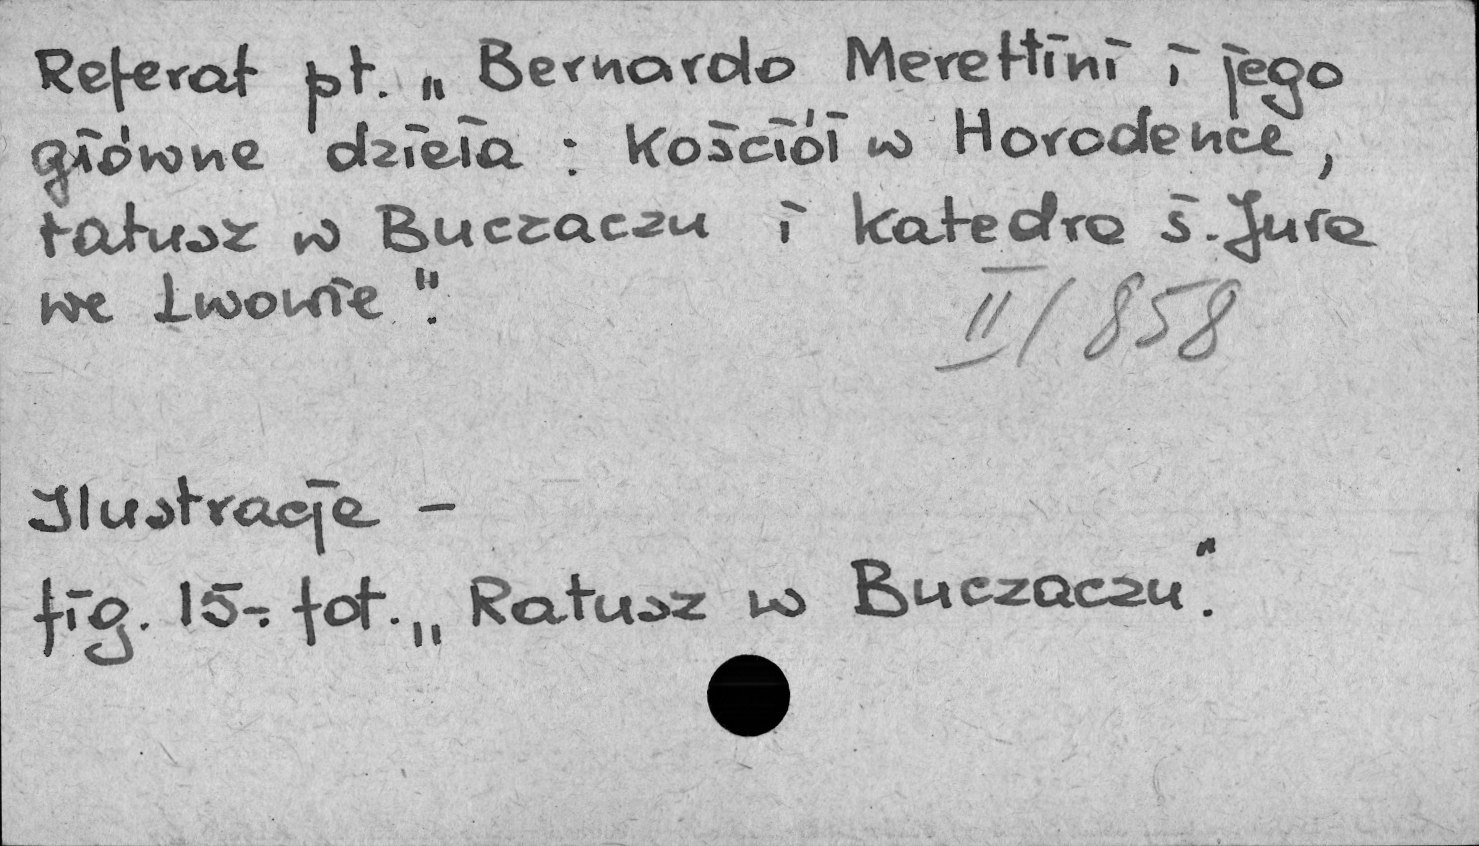 Referat pt. „Bernardo Merettini i jego
główne dzieła : kościół w Horodence,
ratusz w Buczaczu i katedra ś. Jura
we Lwowie".
II/858
Ilustracje –
fig. 15-: fot. „Ratusz w Buczaczu".